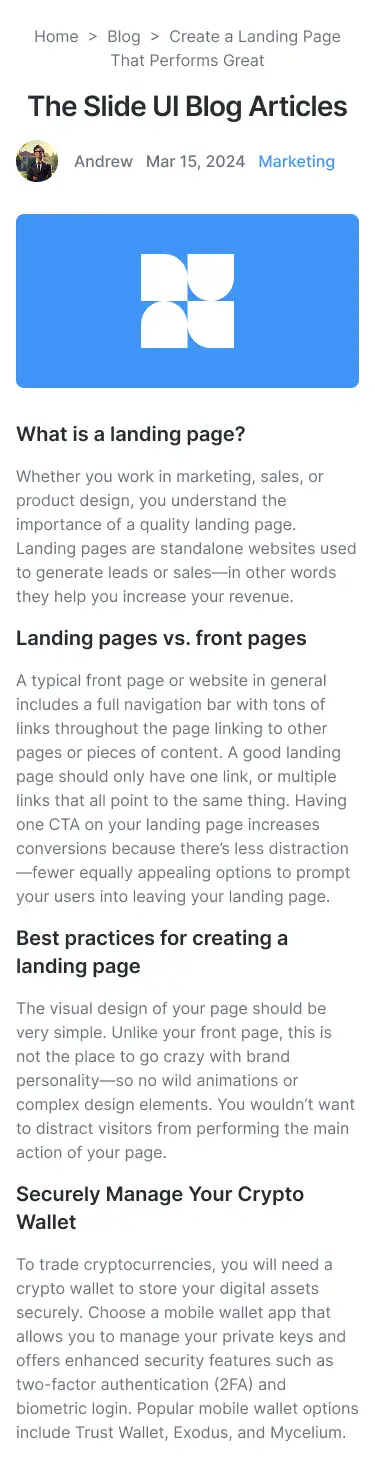 Home > Blog > Create a Landing Page
That Performs Great
The Slide UI Blog Articles
Andrew Mar 15, 2024 Marketing
What is a landing page?
Whether you work in marketing, sales, or
product design, you understand the
importance of a quality landing page.
Landing pages are standalone websites used
to generate leads or sales—in other words
they help you increase your revenue.
Landing pages vs. front pages
A typical front page or website in general
includes a full navigation bar with tons of
links throughout the page linking to other
pages or pieces of content. A good landing
page should only have one link, or multiple
links that all point to the same thing. Having
one CTA on your landing page increases
conversions because there’s less distraction
—fewer equally appealing options to prompt
your users into leaving your landing page.
Best practices for creating a
landing page
The visual design of your page should be
very simple. Unlike your front page, this is
not the place to go crazy with brand
personality—so no wild animations or
complex design elements. You wouldn’t want
to distract visitors from performing the main
action of your page.
Securely Manage Your Crypto
Wallet
To trade cryptocurrencies, you will need a
crypto wallet to store your digital assets
securely. Choose a mobile wallet app that
allows you to manage your private keys and
offers enhanced security features such as
two-factor authentication (2FA) and
biometric login. Popular mobile wallet options
include Trust Wallet, Exodus, and Mycelium.